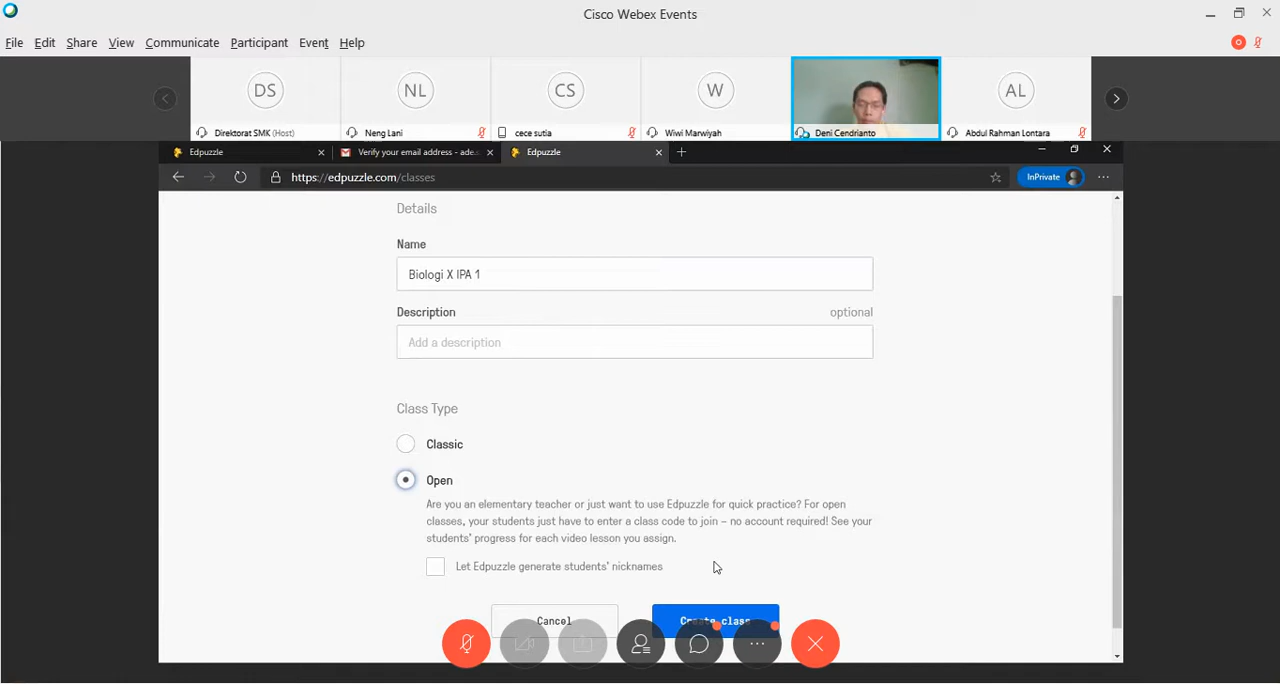 Cisco Webex Events
File Edit Share View Communicate Participant Event Help
DS NL CS W AL
Direktorat SMK (Host) Neng Lani cece sutia Wiwi Marwiyah Deni Cendrianto Abdul Rahman Lontara
Edpuzzle Verify your email address - ade. Edpuzzle
https://edpuzzle.com/classes InPrivate
Details
Name
Biologi X IPA 1
Description optional
Add a description
Class Type
Classic
Open
Are you an elementary teacher or just want to use Edpuzzle for quick practice? For open
classes, your students just have to enter a class code to join – no account required! See your
students' progress for each video lesson you assign.
Let Edpuzzle generate students' nicknames
Cancel Create class